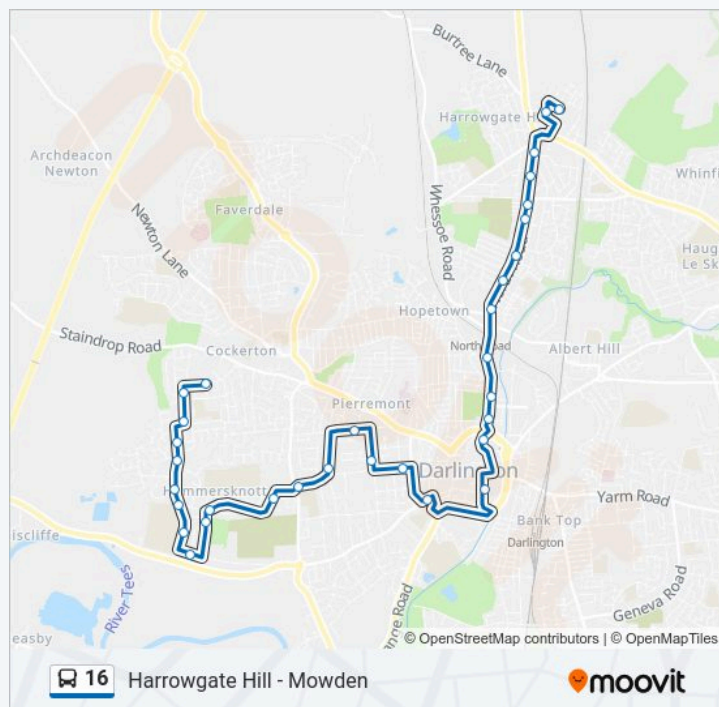 Burtree Lane
Harrowgate H
Archdeacon
Newton
Whinf
Faverdale
Newton Lane
Whessoe Road
Haug
Le Sk
Hopetown
Staindrop Road
North Road
Albert Hill
Cockerton
Pierremont
Darlington
Hummersknott
Yarm Road
Bank Top
iscliffe
Darlington
River Tees
Geneva Road
easby
anne Road
© OpenStreetMap contributors | © OpenMapTiles
16
Harrowgate Hill - Mowden
moovit